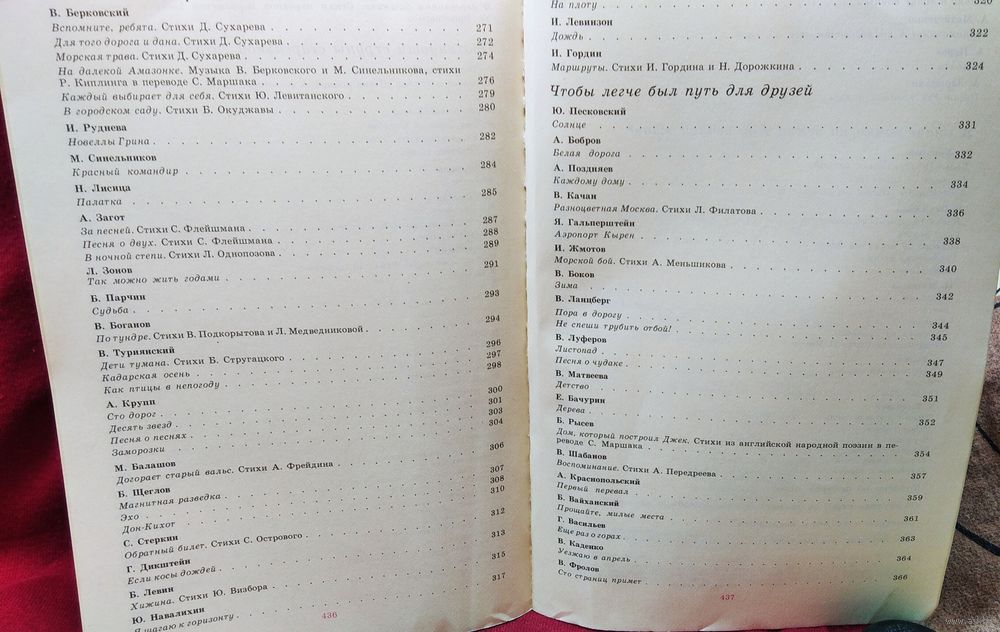 В. Берковский
Вспомните, ребята. Стихи Д. Сухарева . . . 271
Для того дорога и дана. Стихи Д. Сухарева . . . 272
Морская трава. Стихи Д. Сухарева . . . 274
На далекой Амазонке. Музыка В. Берковского и М. Синельникова, стихи
Р. Киплинга в переводе С. Маршака . . . 276
Каждый выбирает для себя. Стихи Ю. Левитанского . . . 279
В городском саду. Стихи Б. Окуджавы . . . 280
И. Руднева
Новеллы Грина . . . 282
М. Синельников
Красный командир . . . 284
Н. Лисица
Палатка . . . 285
А. Загот
За песней. Стихи С. Флейшмана . . . 287
Песня о двух. Стихи С. Флейшмана . . . 288
В ночной степи. Стихи Л. Однопозова . . . 289
Л. Зонов
Так можно жить годами . . . 291
Б. Парчин
Судьба . . . 293
В. Боганов
По тундре. Стихи В. Подкорытова и Л. Медведниковой . . . 294
В. Туриянский
Дети тумана. Стихи Б. Стругацкого . . . 296
Кадарская осень . . . 297
Как птицы в непогоду . . . 298
А. Крупп
Сто дорог . . . 300
Десять звезд . . . 301
Песня о песнях . . . 303
Заморозки . . . 304
М. Балашов
Догорает старый вальс. Стихи А. Фрейдина . . . 306
Б. Щеглов
Магнитная разведка . . . 307
Эхо . . . 308
Дон-Кихот . . . 310
С. Стеркин
Обратный билет. Стихи С. Острового . . . 312
Г. Дикштейн
Если косы дождей . . . 313
Б. Левин
Хижина. Стихи Ю. Визбора . . . 315
Ю. Навалихин
Я шагаю к горизонту . . . 317
436
На плоту . . . 320
И. Левинзон
Дождь . . . 322
И. Гордин
Маршруты. Стихи И. Гордина и Н. Дорожкина . . . 324
Чтобы легче был путь для друзей
Ю. Песковский
Солнце . . . 331
А. Бобров
Белая дорога . . . 332
А. Поздняев
Каждому дому . . . 334
В. Качан
Разноцветная Москва. Стихи Л. Филатова . . . 336
Я. Гальперштейн
Аэропорт Кырен . . . 338
И. Жмотов
Морской бой. Стихи А. Меньшикова . . . 340
В. Боков
Зима . . . 342
В. Ланцберг
Пора в дорогу . . . 344
Не спеши трубить отбой! . . . 345
В. Луферов
Листопад . . . 347
Песня о чудаке . . . 349
В. Матвеева
Детство . . . 351
Е. Бачурин
Дерева . . . 352
Б. Рысев
Дом, который построил Джек. Стихи из английской народной поэзии в пе-
реводе С. Маршака . . . 354
В. Шабанов
Воспоминание. Стихи А. Передреева . . . 357
А. Краснопольский
Первый перевал . . . 359
Б. Вайханский
Прощайте, милые места . . . 361
Г. Васильев
Еще раз о горах . . . 363
В. Каденко
Уезжаю в апрель . . . 364
В. Фролов
Сто страниц примет . . . 366
437